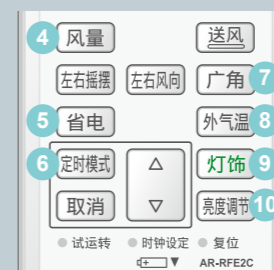 4 风量 送风
左右摇摆 左右风向 广角 7
5 省电 外气温 8
6 定时模式 △ 灯饰 9
取消 ▽ 亮度调节 10
试运转 时钟设定 复位
AR-RFE2C